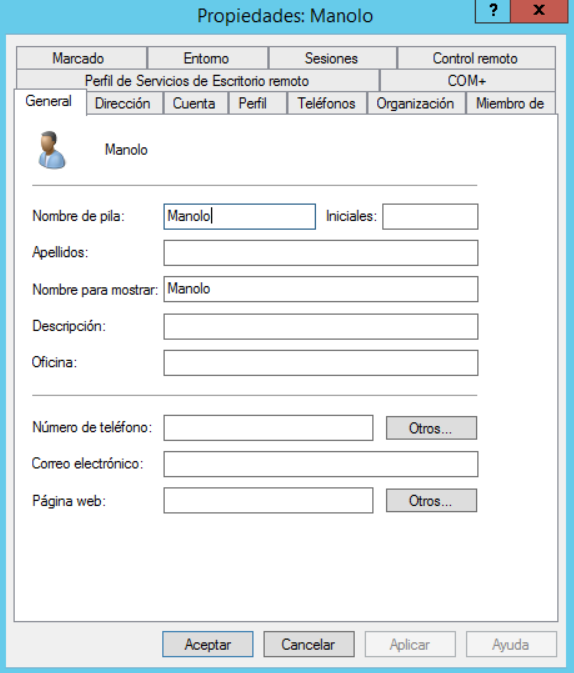 Propiedades: Manolo
? x
Marcado Entorno Sesiones Control remoto
Perfil de Servicios de Escritorio remoto COM+
General Dirección Cuenta Perfil Teléfonos Organización Miembro de
Manolo
Nombre de pila: Manolo Iniciales:
Apellidos:
Nombre para mostrar: Manolo
Descripción:
Oficina:
Número de teléfono: Otros...
Correo electrónico:
Página web: Otros...
Aceptar Cancelar Aplicar Ayuda